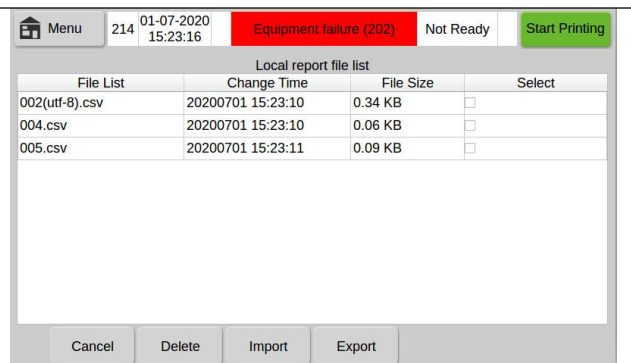 Menu 214 01-07-2020 15:23:16 Equipment failure (202) Not Ready Start Printing
Local report file list
File List Change Time File Size Select
002(utf-8).csv 20200701 15:23:10 0.34 KB
004.csv 20200701 15:23:10 0.06 KB
005.csv 20200701 15:23:11 0.09 KB
Cancel Delete Import Export